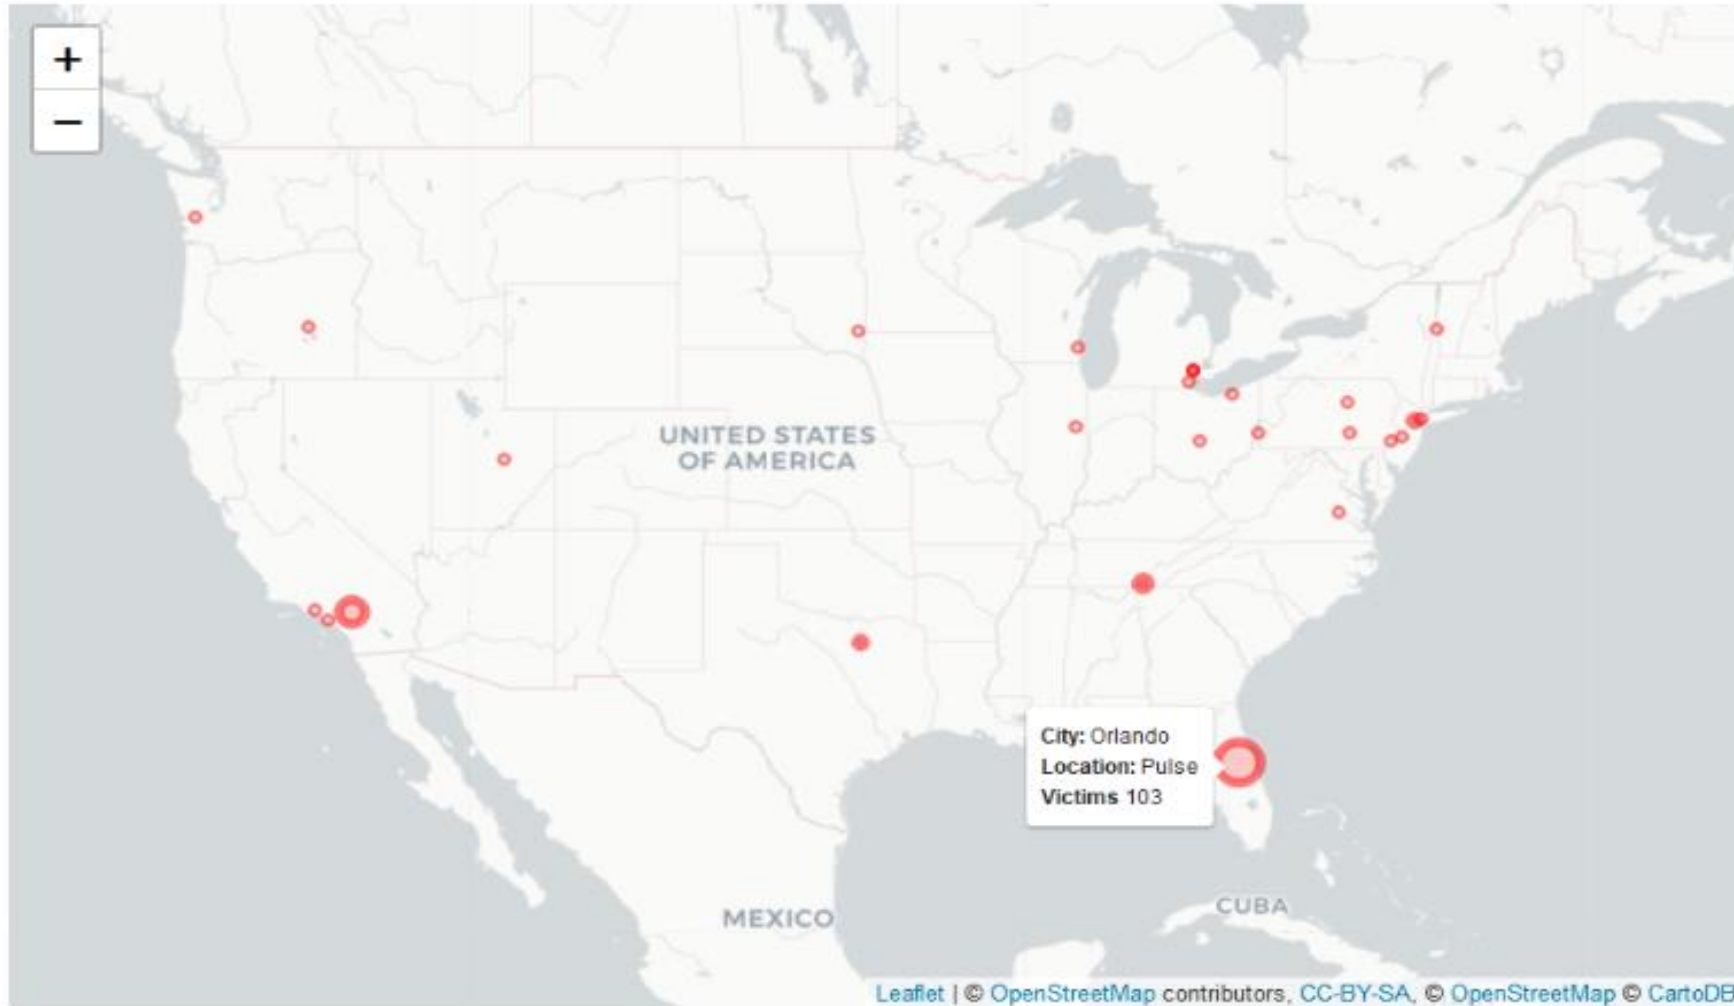 +
−
UNITED STATES
OF AMERICA
City: Orlando
Location: Pulse
Victims 103
MEXICO
CUBA
Leaflet | © OpenStreetMap contributors, CC-BY-SA, © OpenStreetMap © CartoDB